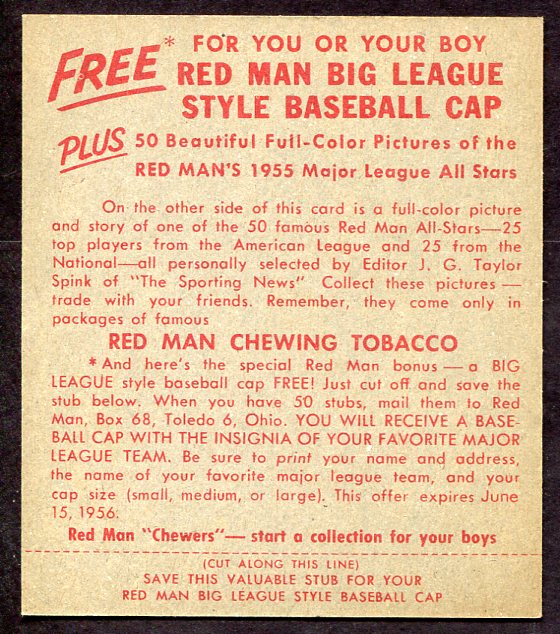 FREE* FOR YOU OR YOUR BOY
RED MAN BIG LEAGUE
STYLE BASEBALL CAP
PLUS 50 Beautiful Full-Color Pictures of the
RED MAN'S 1955 Major League All Stars
On the other side of this card is a full-color picture
and story of one of the 50 famous Red Man All-Stars—25
top players from the American League and 25 from the
National—all personally selected by Editor J. G. Taylor
Spink of "The Sporting News" Collect these pictures —
trade with your friends. Remember, they come only in
packages of famous
RED MAN CHEWING TOBACCO
*And here's the special Red Man bonus — a BIG
LEAGUE style baseball cap FREE! Just cut off and save the
stub below. When you have 50 stubs, mail them to Red
Man, Box 68, Toledo 6, Ohio. YOU WILL RECEIVE A BASE-
BALL CAP WITH THE INSIGNIA OF YOUR FAVORITE MAJOR
LEAGUE TEAM. Be sure to print your name and address,
the name of your favorite major league team, and your
cap size (small, medium, or large). This offer expires June
15, 1956.
Red Man "Chewers"— start a collection for your boys
(CUT ALONG THIS LINE)
SAVE THIS VALUABLE STUB FOR YOUR
RED MAN BIG LEAGUE STYLE BASEBALL CAP